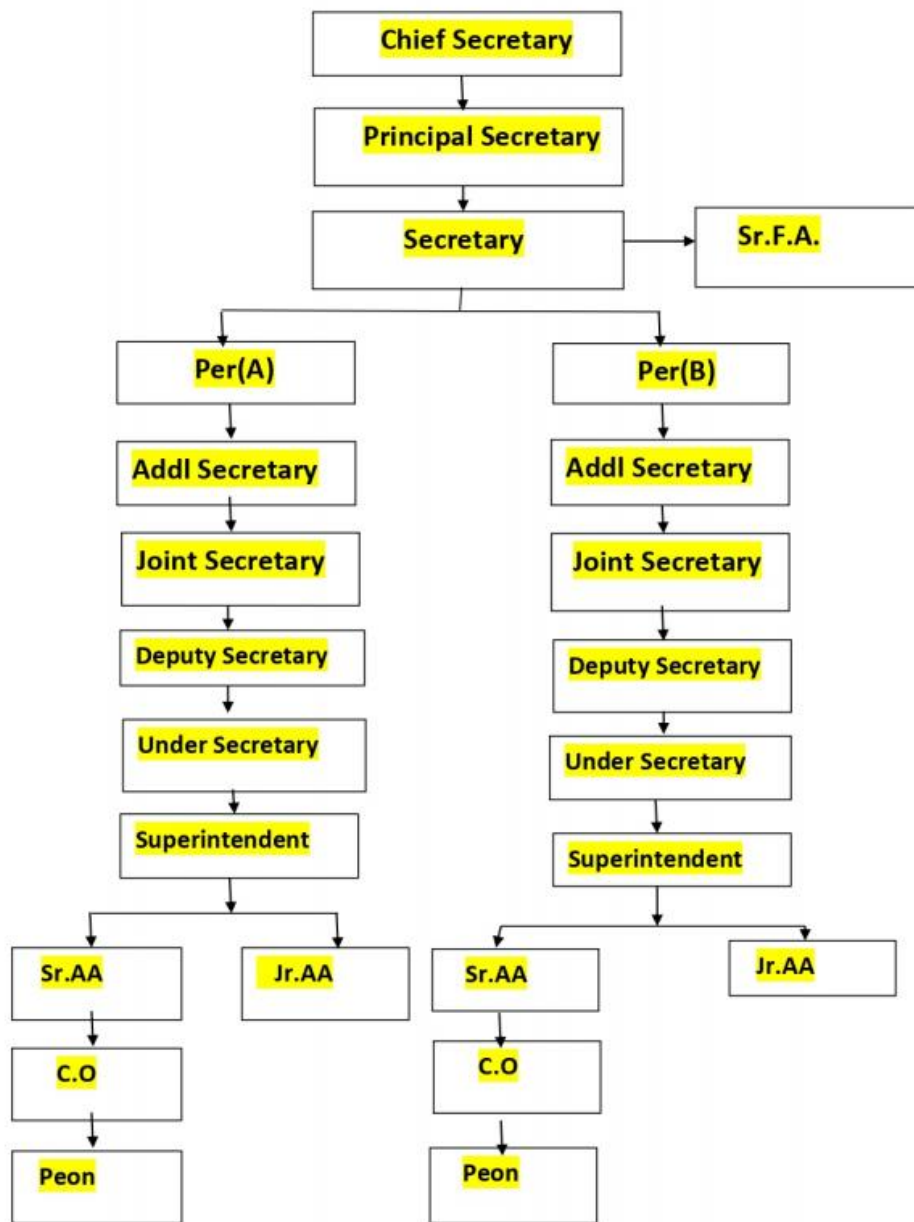 Chief Secretary
Principal Secretary
Secretary
Sr.F.A.
Per(A)
Per(B)
Addl Secretary
Addl Secretary
Joint Secretary
Joint Secretary
Deputy Secretary
Deputy Secretary
Under Secretary
Under Secretary
Superintendent
Superintendent
Sr.AA
Jr.AA
Sr.AA
Jr.AA
C.O
C.O
Peon
Peon